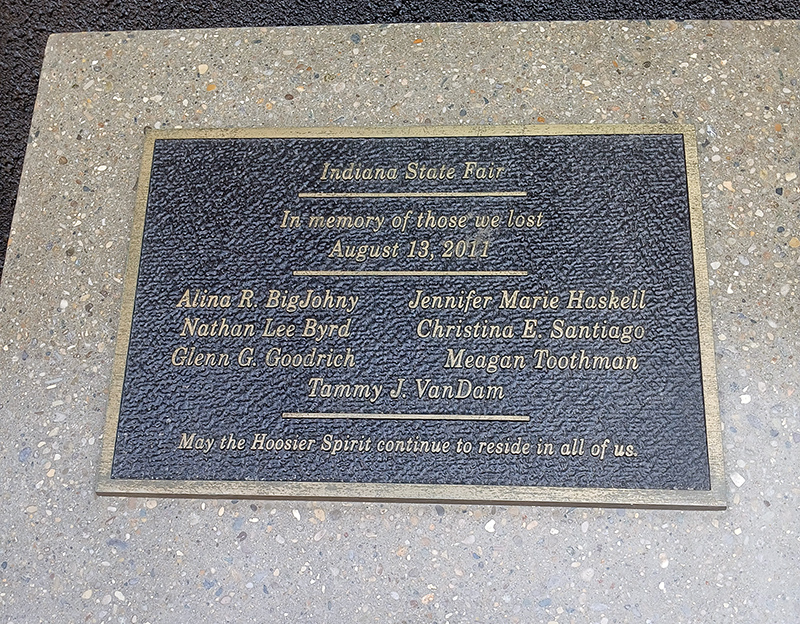 Indiana State Fair
In memory of those we lost
August 13, 2011
Alina R. BigJohny Jennifer Marie Haskell
Nathan Lee Byrd Christina E. Santiago
Glenn G. Goodrich Meagan Toothman
Tammy J. VanDam
May the Hoosier Spirit continue to reside in all of us.